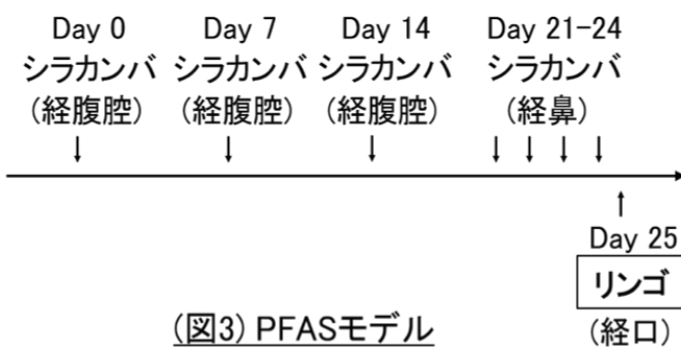 Day 0 Day 7 Day 14 Day 21-24
シラカンバ シラカンバ シラカンバ シラカンバ
(経腹腔) (経腹腔) (経腹腔) (経鼻)
Day 25
リンゴ
(図3) PFASモデル (経口)